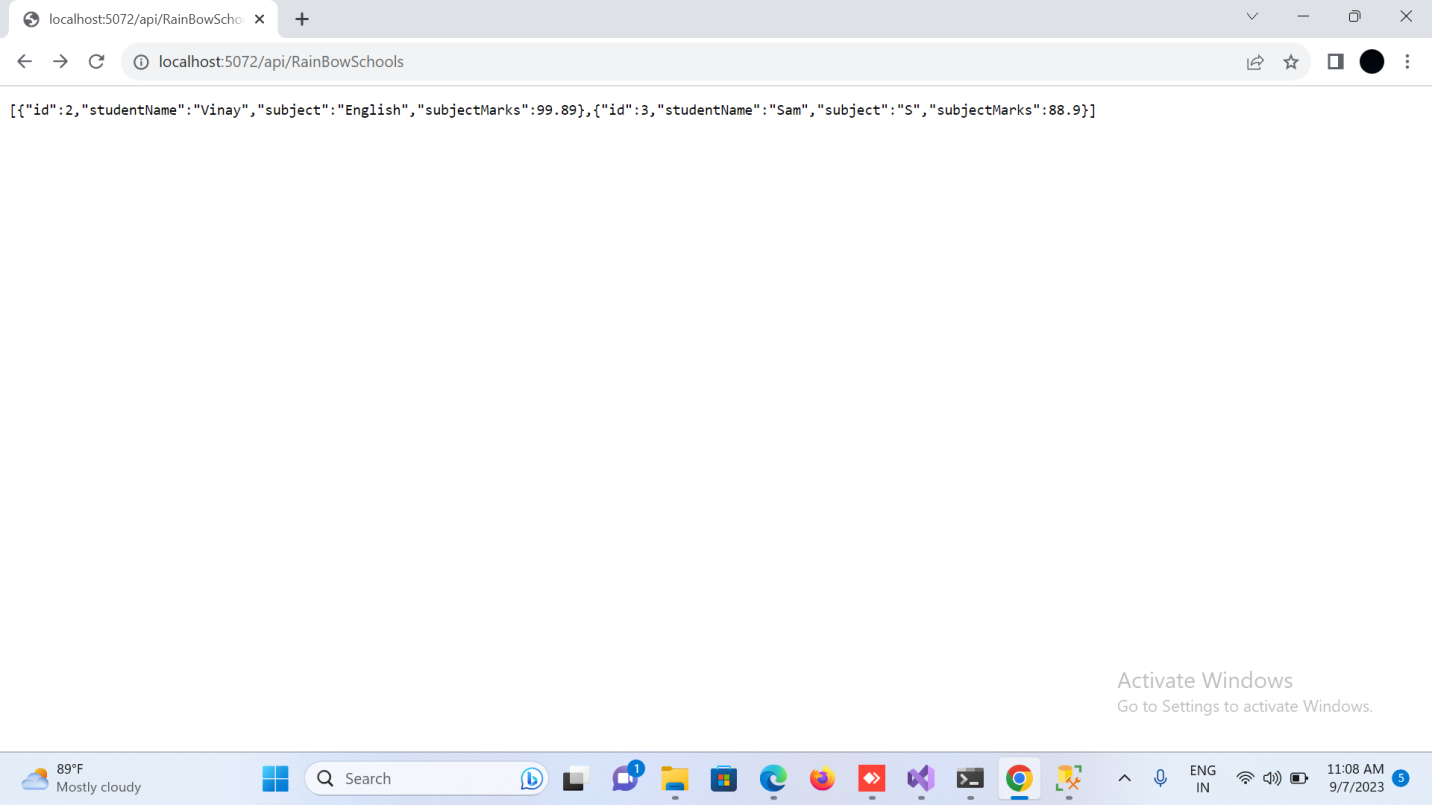 localhost:5072/api/RainBowScho
localhost:5072/api/RainBowSchools
[{"id":2,"studentName":"Vinay","subject":"English","subjectMarks":99.89},{"id":3,"studentName":"Sam","subject":"S","subjectMarks":88.9}]
Activate Windows
Go to Settings to activate Windows.
89°F
Mostly cloudy
Search
1
ENG
IN
11:08 AM
9/7/2023
5